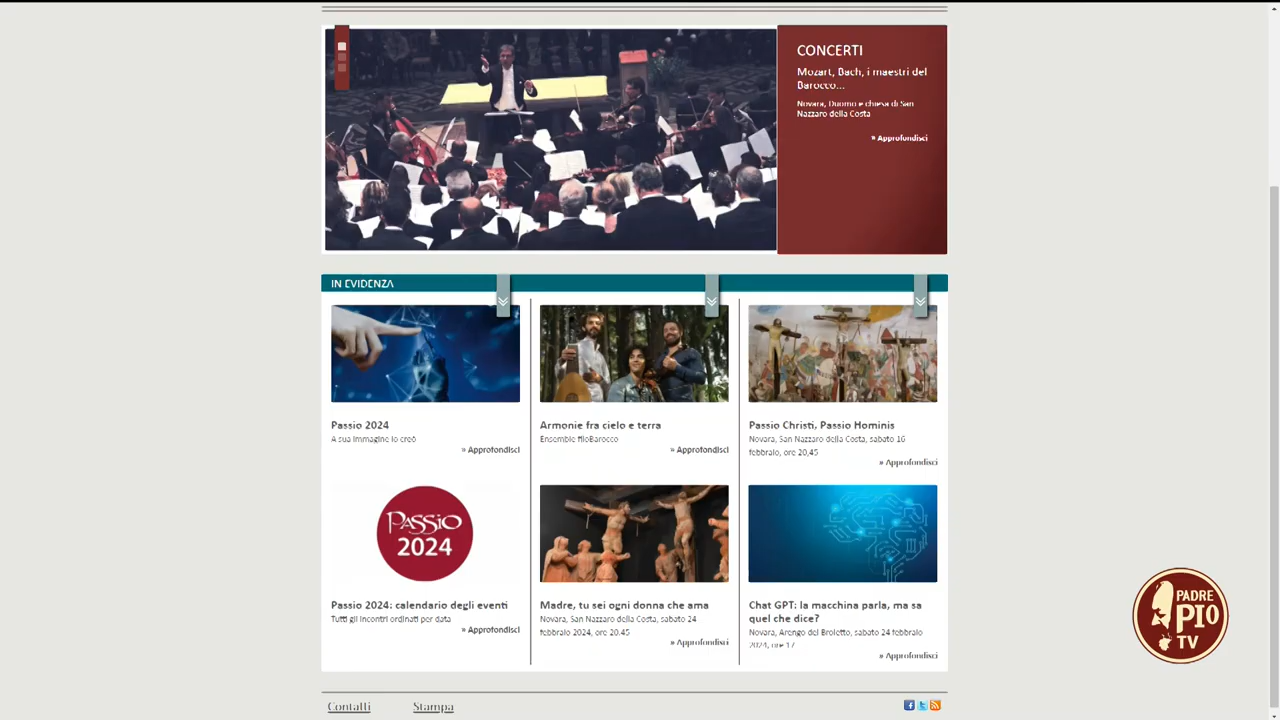 CONCERTI
Mozart, Bach, i maestri del
Barocco...
Novara, Duomo e chiesa di San
Nazzaro della Costa
» Approfondisci
IN EVIDENZA
Passio 2024
A sua immagine lo creò
» Approfondisci
Armonie fra cielo e terra
Ensemble filoBarocco
» Approfondisci
Passio Christi, Passio Hominis
Novara, San Nazzaro della Costa, sabato 16
febbraio, ore 20,45
» Approfondisci
PASSIO
2024
Passio 2024: calendario degli eventi
Tutti gli incontri ordinati per data
» Approfondisci
Madre, tu sei ogni donna che ama
Novara, San Nazzaro della Costa, sabato 24
febbraio 2024, ore 20.45
» Approfondisci
Chat GPT: la macchina parla, ma sa
quel che dice?
Novara, Arengo del Broletto, sabato 24 febbraio
2024, ore 17
» Approfondisci
PADRE
PIO
TV
Contatti
Stampa